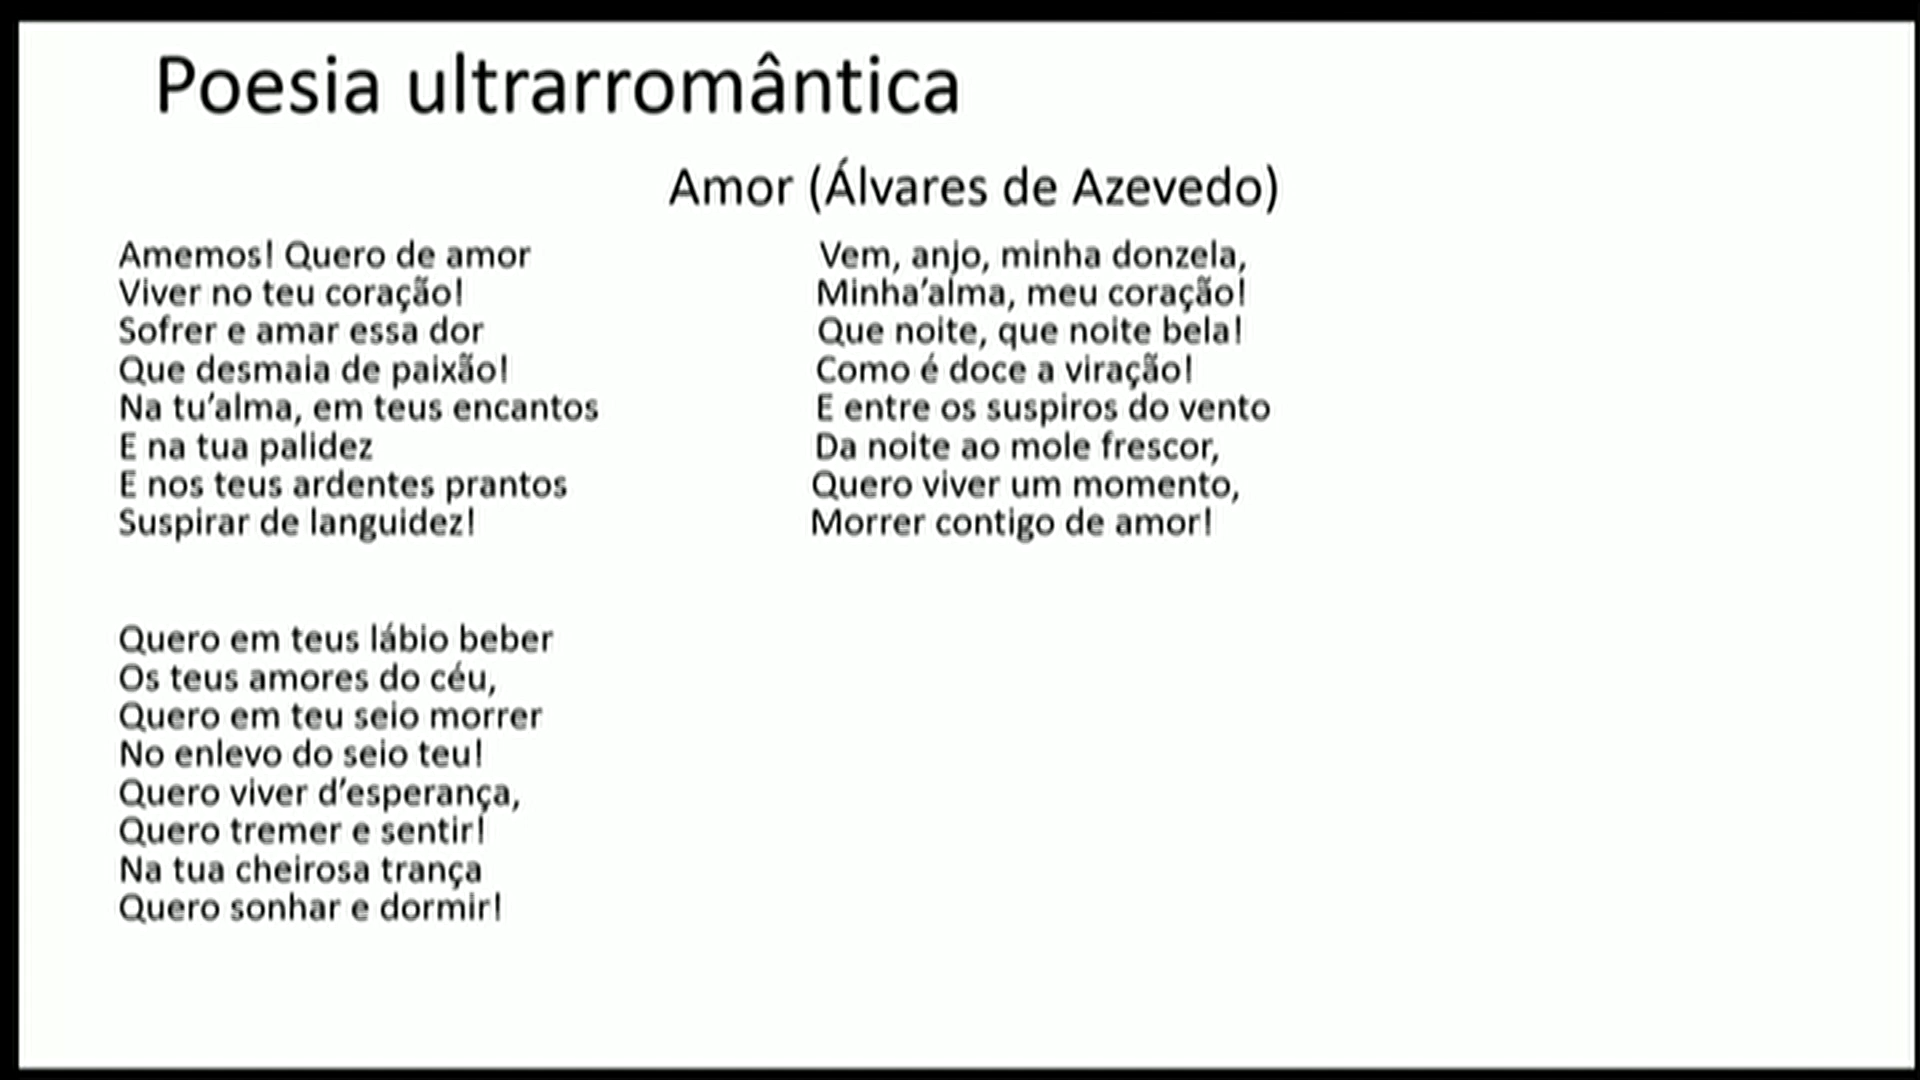 Poesia ultrarromântica
Amor (Álvares de Azevedo)
Amemos! Quero de amor
Viver no teu coração!
Sofrer e amar essa dor
Que desmaia de paixão!
Na tu’alma, em teus encantos
E na tua palidez
E nos teus ardentes prantos
Suspirar de languidez!
Quero em teus lábio beber
Os teus amores do céu,
Quero em teu seio morrer
No enlevo do seio teu!
Quero viver d’esperança,
Quero tremer e sentir!
Na tua cheirosa trança
Quero sonhar e dormir!
Vem, anjo, minha donzela,
Minha’alma, meu coração!
Que noite, que noite bela!
Como é doce a viração!
E entre os suspiros do vento
Da noite ao mole frescor,
Quero viver um momento,
Morrer contigo de amor!